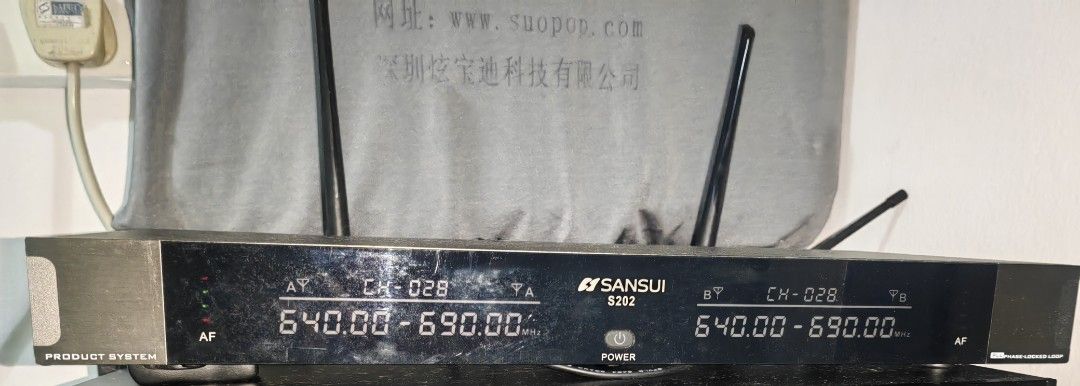 网址：www.suopop.com
深圳炫宝迪科技有限公司
A CH-028 A
640.00-690.00MHz
AF
PRODUCT SYSTEM
SANSUI
S202
POWER
B CH-028 B
640.00-690.00MHz
AF
PHASE-LOCKED LOOP